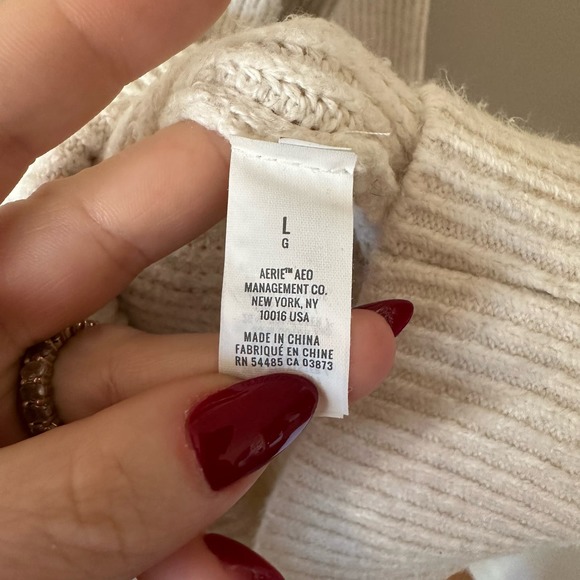 L
G
AERIE™ AEO
MANAGEMENT CO.
NEW YORK, NY
10016 USA
MADE IN CHINA
FABRIQUÉ EN CHINE
RN 54485 CA 03873